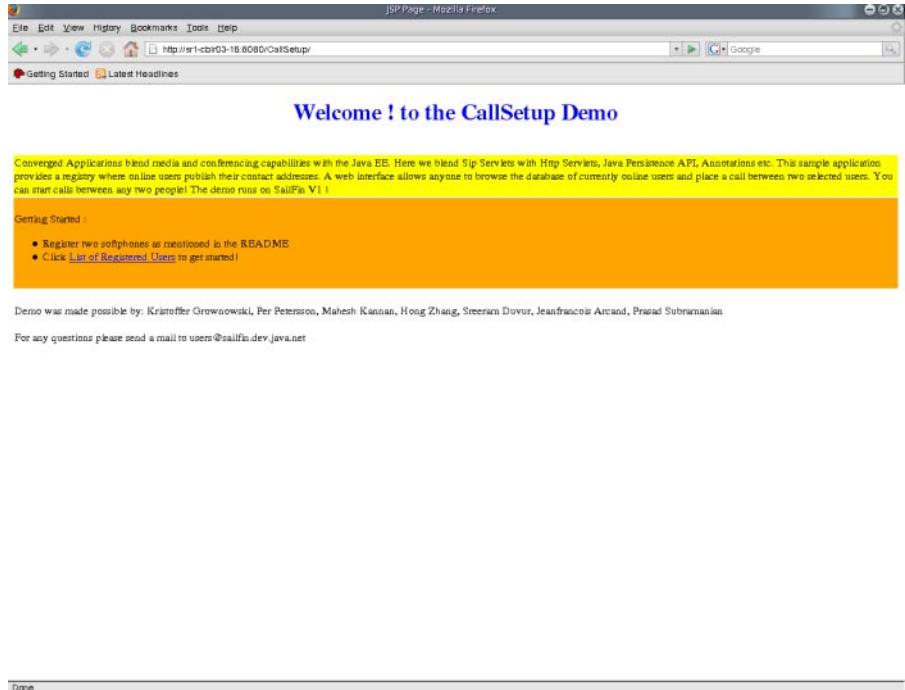 JSP Page - Mozilla Firefox
File Edit View History Bookmarks Tools Help
http://sr1-cblr03-16:8080/CallSetup/
Google
Getting Started Latest Headlines
Welcome ! to the CallSetup Demo
Converged Applications blend media and conferencing capabilities with the Java EE. Here we blend Sip Servlets with Http Servlets, Java Persistence API, Annotations etc. This sample application
provides a registry where online users publish their contact addresses. A web interface allows anyone to browse the database of currently online users and place a call between two selected users. You
can start calls between any two people! The demo runs on SailFin V1 !
Getting Started :
Register two softphones as mentioned in the README
Click List of Registered Users to get started!
Demo was made possible by: Kristoffer Grownowski, Per Petersson, Mahesh Kannan, Hong Zhang, Sreeram Duvur, Jeanfrancois Arcand, Prasad Subramanian
For any questions please send a mail to users@sailfin.dev.java.net
Done